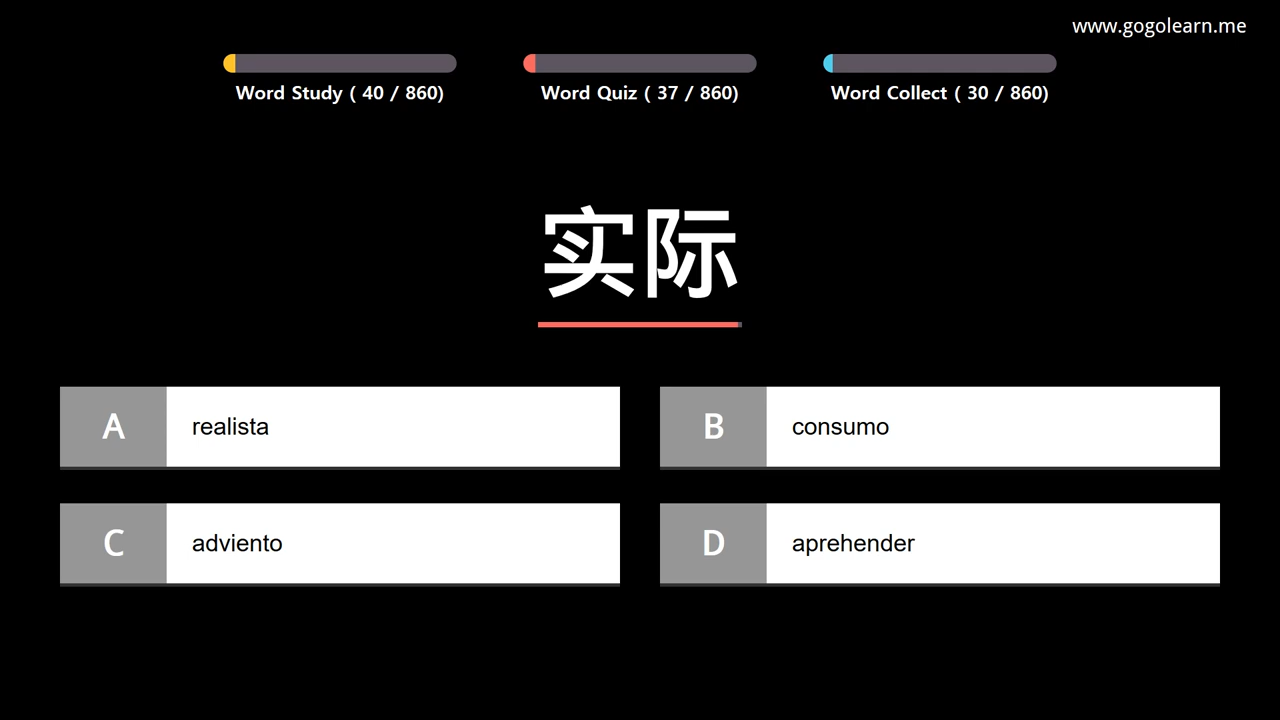 www.gogolearn.me
Word Study ( 40 / 860)
Word Quiz ( 37 / 860)
Word Collect ( 30 / 860)
实际
A realista
B consumo
C adviento
D aprehender